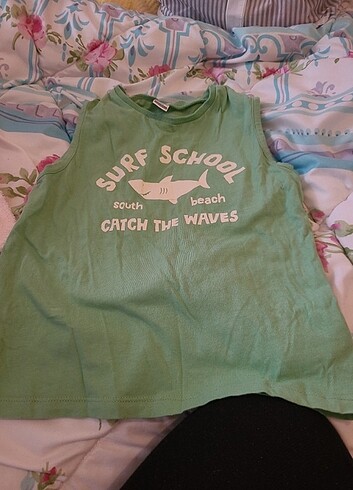 SURF SCHOOL
south beach
CATCH THE WAVES